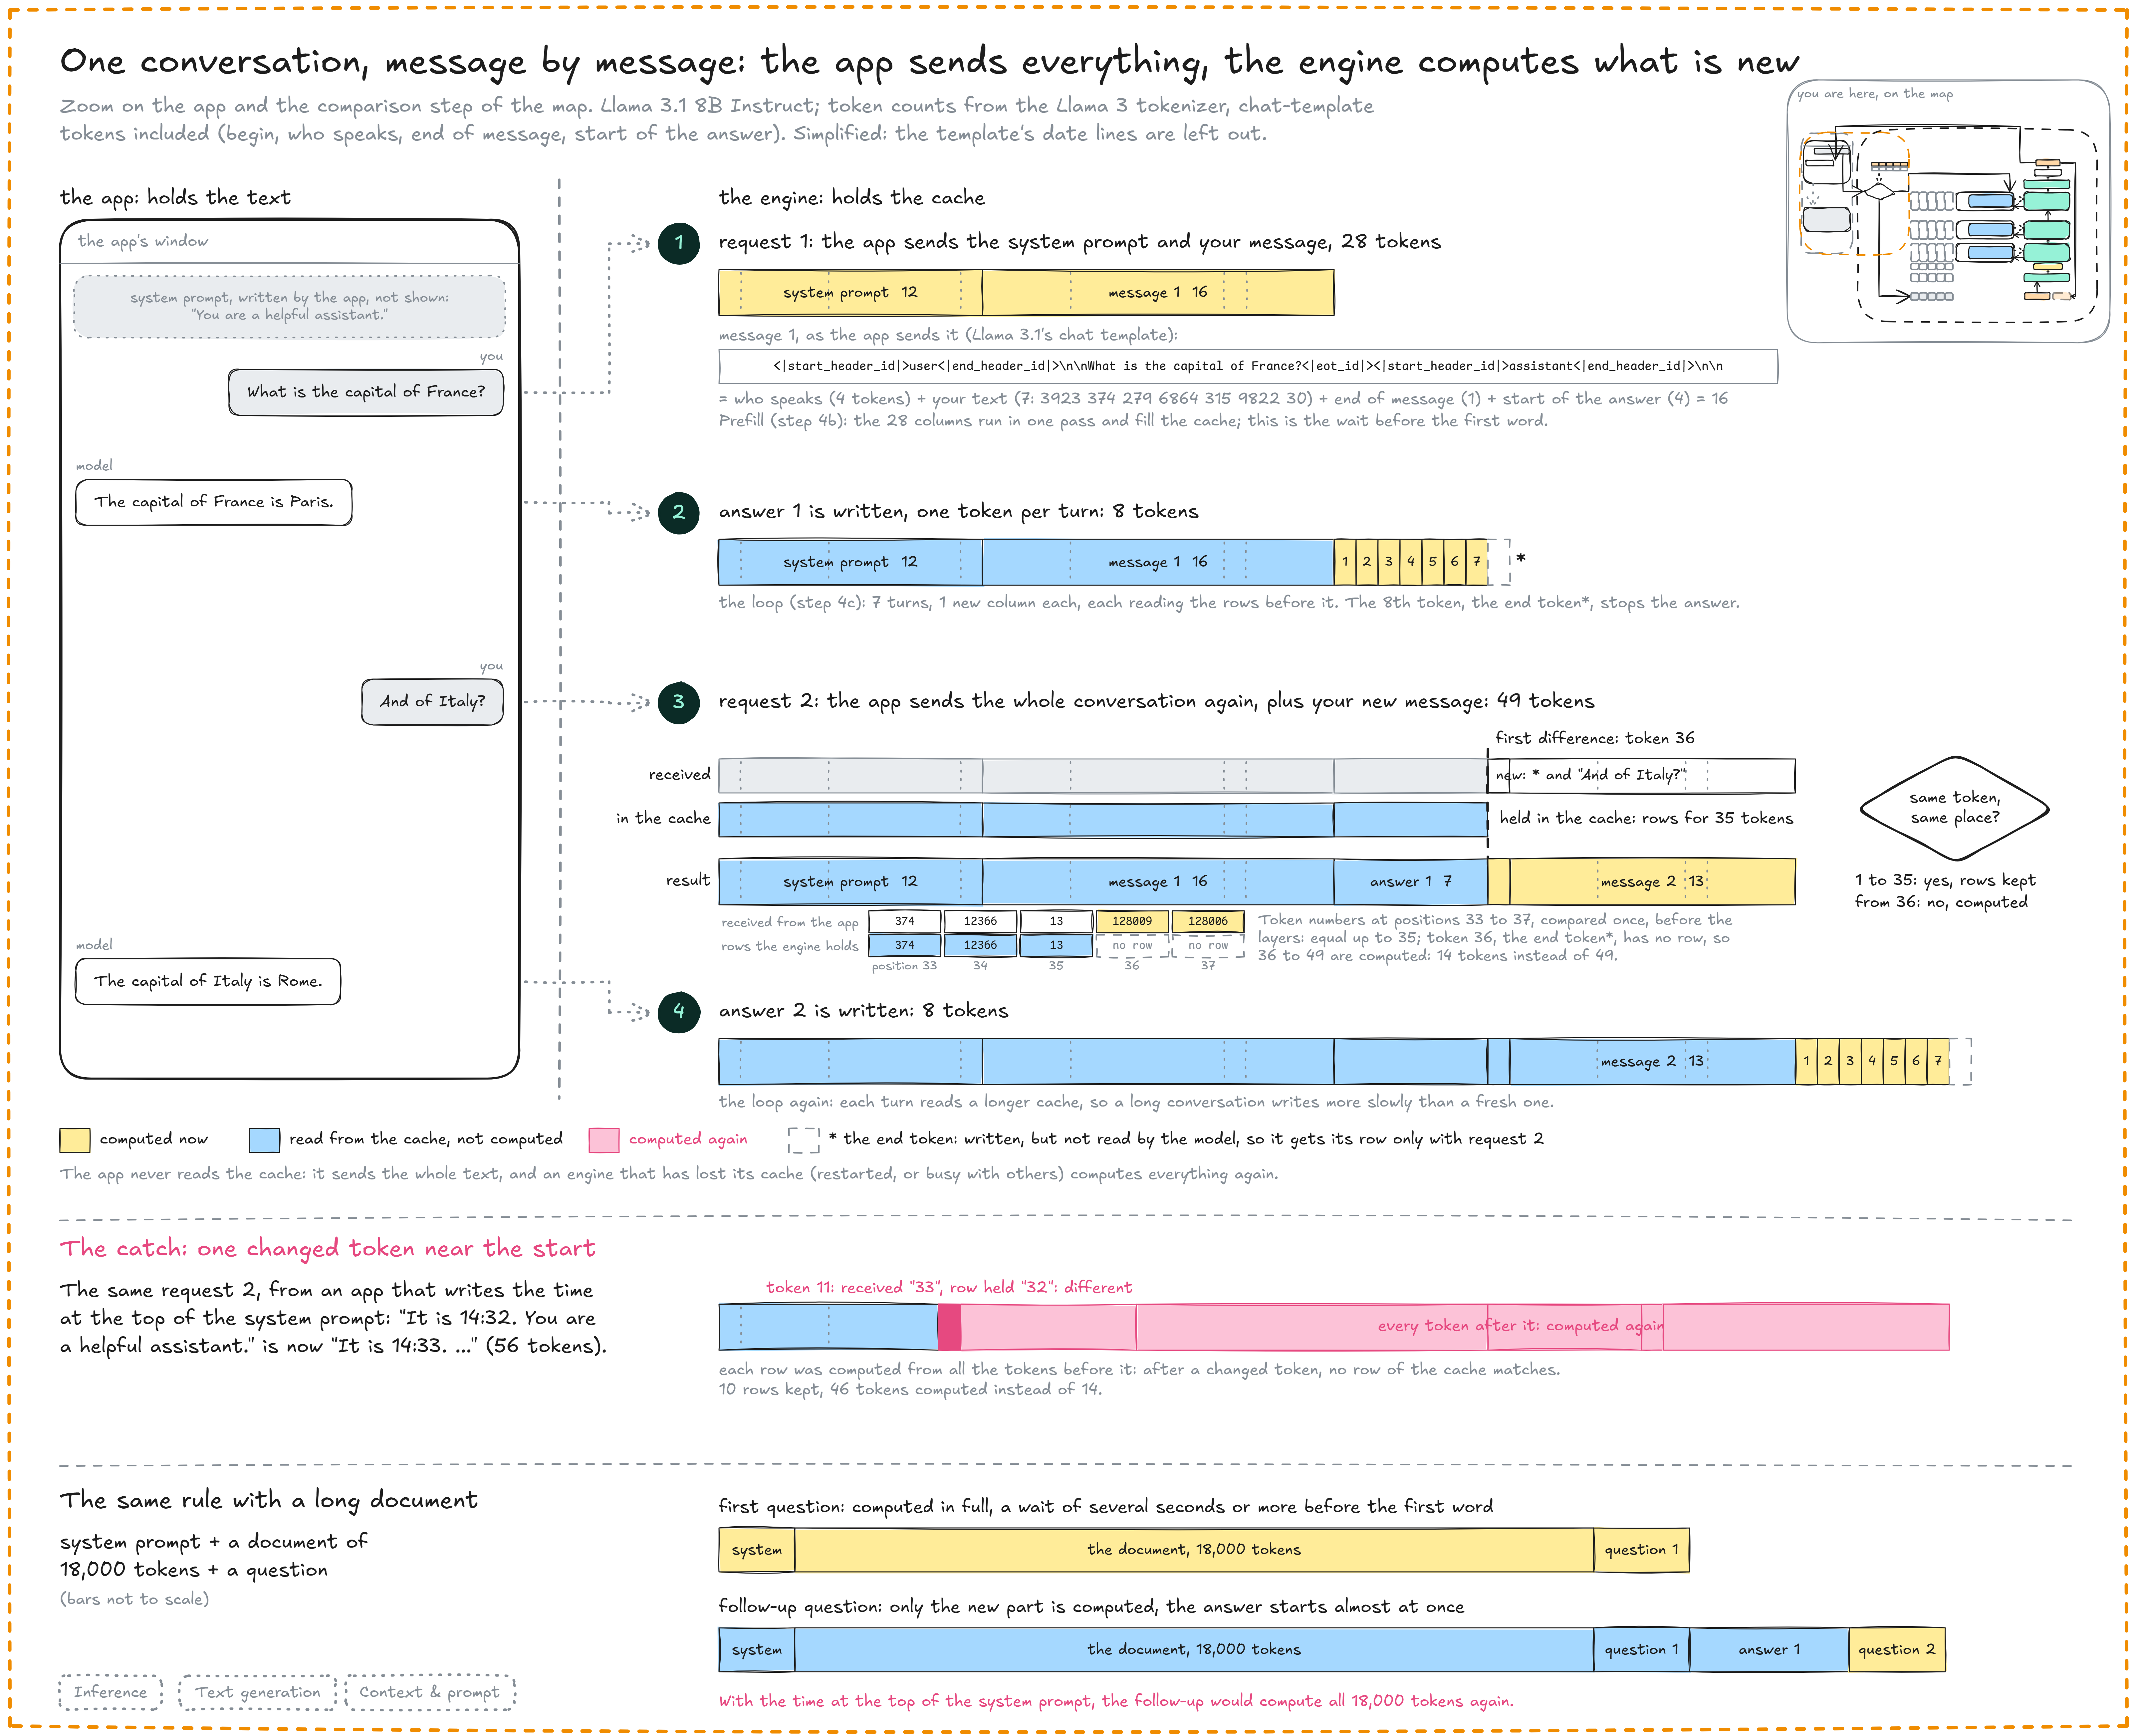 One conversation, message by message: the app sends everything, the engine computes what is new
Zoom on the app and the comparison step of the map. Llama 3.1 8B Instruct; token counts from the Llama 3 tokenizer, chat-template
tokens included (begin, who speaks, end of message, start of the answer). Simplified: the template's date lines are left out.
you are here, on the map
the app: holds the text
the app's window
system prompt, written by the app, not shown:
"You are a helpful assistant."
you
What is the capital of France?
model
The capital of France is Paris.
you
And of Italy?
model
The capital of Italy is Rome.
the engine: holds the cache
1
request 1: the app sends the system prompt and your message, 28 tokens
system prompt 12
message 1 16
message 1, as the app sends it (Llama 3.1's chat template):
<|start_header_id|>user<|end_header_id|>\n\nWhat is the capital of France?<|eot_id|><|start_header_id|>assistant<|end_header_id|>\n\n
= who speaks (4 tokens) + your text (7: 3923 374 279 6864 315 9822 30) + end of message (1) + start of the answer (4) = 16
Prefill (step 4b): the 28 columns run in one pass and fill the cache; this is the wait before the first word.
2
answer 1 is written, one token per turn: 8 tokens
system prompt 12
message 1 16
1 2 3 4 5 6 7 *
the loop (step 4c): 7 turns, 1 new column each, each reading the rows before it. The 8th token, the end token*, stops the answer.
3
request 2: the app sends the whole conversation again, plus your new message: 49 tokens
first difference: token 36
received
new: * and "And of Italy?"
in the cache
held in the cache: rows for 35 tokens
result
system prompt 12
message 1 16
answer 1 7
message 2 13
same token,
same place?
1 to 35: yes, rows kept
from 36: no, computed
received from the app
374 12366 13 128009 128006
rows the engine holds
374 12366 13 no row no row
position 33 34 35 36 37
Token numbers at positions 33 to 37, compared once, before the
layers: equal up to 35; token 36, the end token*, has no row, so
36 to 49 are computed: 14 tokens instead of 49.
4
answer 2 is written: 8 tokens
message 2 13
1 2 3 4 5 6 7
the loop again: each turn reads a longer cache, so a long conversation writes more slowly than a fresh one.
computed now
read from the cache, not computed
computed again
* the end token: written, but not read by the model, so it gets its row only with request 2
The app never reads the cache: it sends the whole text, and an engine that has lost its cache (restarted, or busy with others) computes everything again.
The catch: one changed token near the start
The same request 2, from an app that writes the time
at the top of the system prompt: "It is 14:32. You are
a helpful assistant." is now "It is 14:33. ..." (56 tokens).
token 11: received "33", row held "32": different
every token after it: computed again
each row was computed from all the tokens before it: after a changed token, no row of the cache matches.
10 rows kept, 46 tokens computed instead of 14.
The same rule with a long document
system prompt + a document of
18,000 tokens + a question
(bars not to scale)
first question: computed in full, a wait of several seconds or more before the first word
system
the document, 18,000 tokens
question 1
follow-up question: only the new part is computed, the answer starts almost at once
system
the document, 18,000 tokens
question 1
answer 1
question 2
With the time at the top of the system prompt, the follow-up would compute all 18,000 tokens again.
Inference
Text generation
Context & prompt